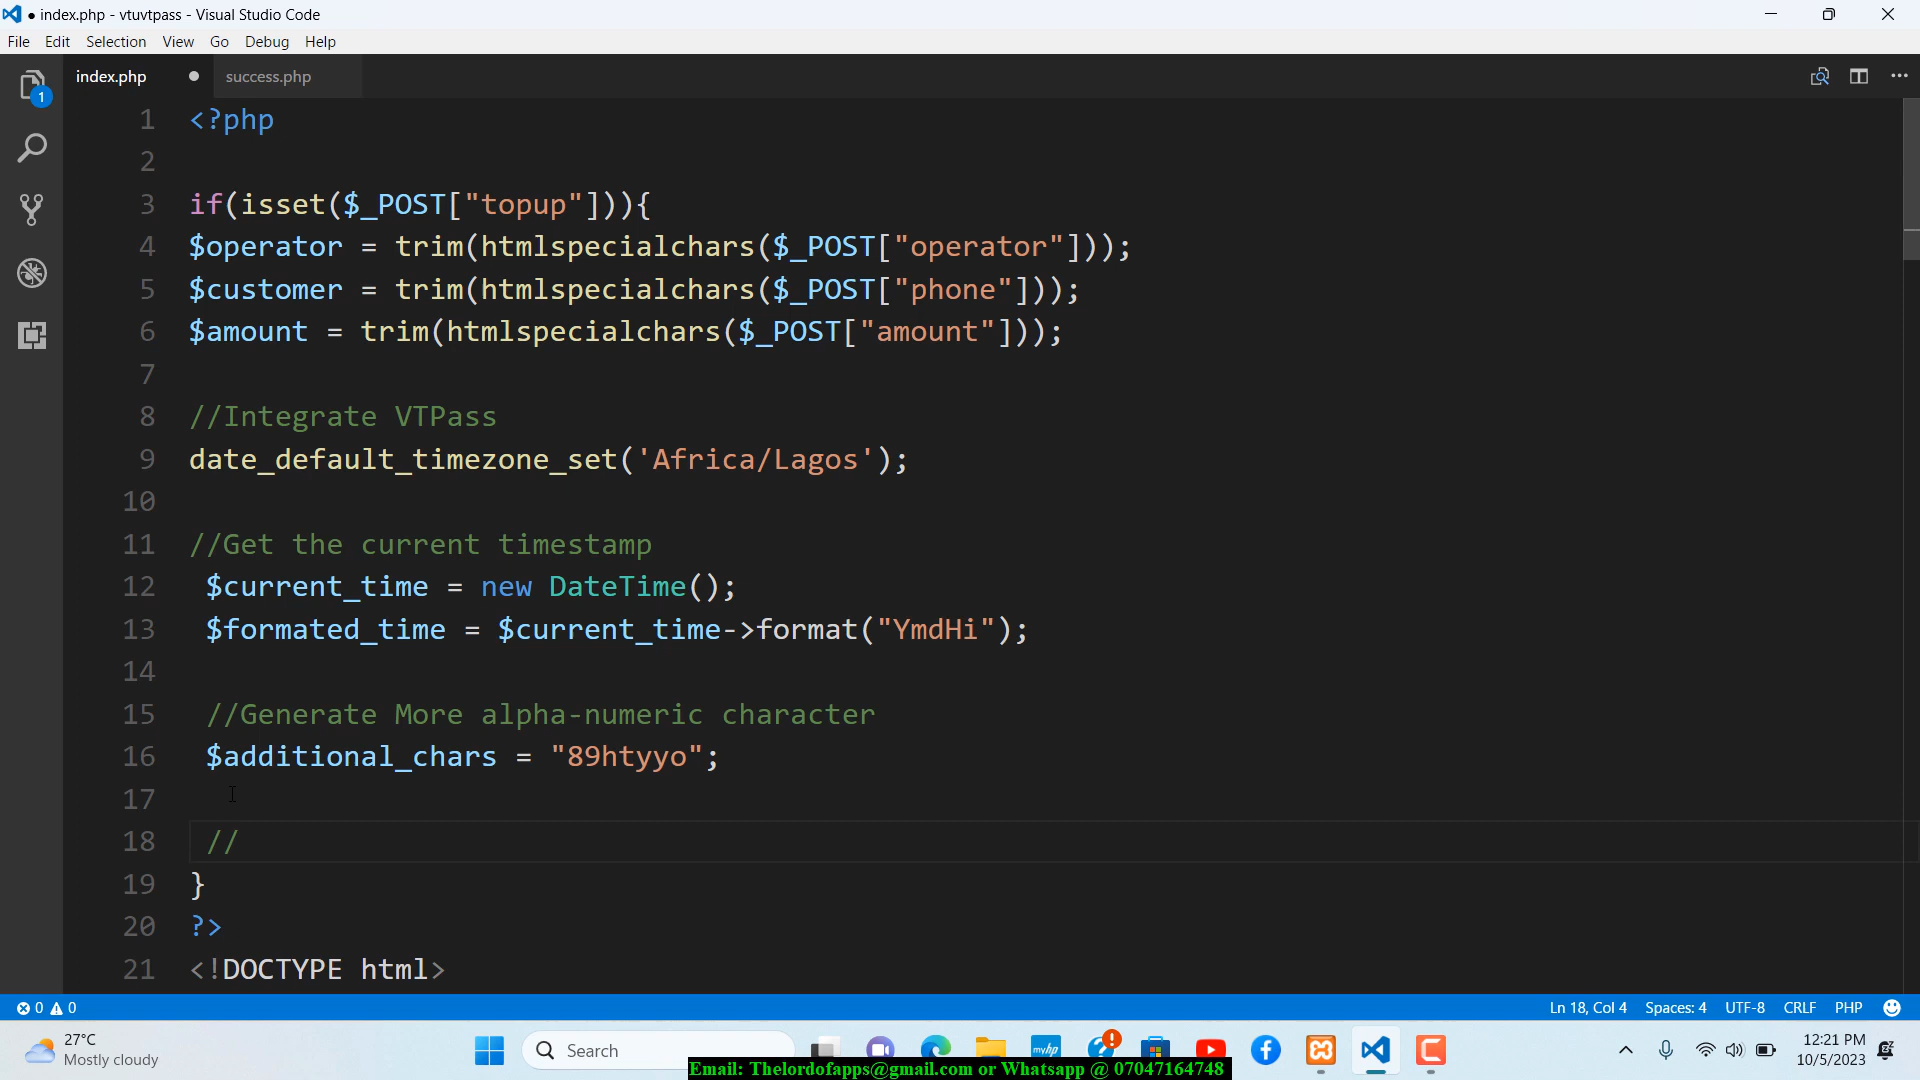 index.php - vtuvtpass - Visual Studio Code
File Edit Selection View Go Debug Help
index.php success.php
1 <?php
2
3 if(isset($_POST["topup"])){
4 $operator = trim(htmlspecialchars($_POST["operator"]));
5 $customer = trim(htmlspecialchars($_POST["phone"]));
6 $amount = trim(htmlspecialchars($_POST["amount"]));
7
8 //Integrate VTPass
9 date_default_timezone_set('Africa/Lagos');
10
11 //Get the current timestamp
12 $current_time = new DateTime();
13 $formated_time = $current_time->format("YmdHi");
14
15 //Generate More alpha-numeric character
16 $additional_chars = "89htyyo";
17
18 //
19 }
20 ?>
21 <!DOCTYPE html>
1
0 0 Ln 18, Col 4 Spaces: 4 UTF-8 CRLF PHP
27°C
Mostly cloudy
Search
myhp
12:21 PM
10/5/2023
Email: Thelordofapps@gmail.com or Whatsapp @ 07047164748